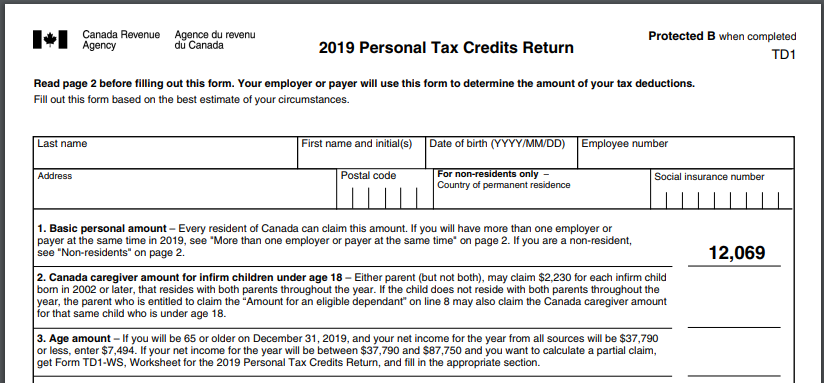 Canada Revenue Agence du revenu
Agency du Canada
2019 Personal Tax Credits Return
Protected B when completed
TD1
Read page 2 before filling out this form. Your employer or payer will use this form to determine the amount of your tax deductions.
Fill out this form based on the best estimate of your circumstances.
Last name First name and initial(s) Date of birth (YYYY/MM/DD) Employee number
Address Postal code For non-residents only – Social insurance number
Country of permanent residence
1. Basic personal amount – Every resident of Canada can claim this amount. If you will have more than one employer or
payer at the same time in 2019, see "More than one employer or payer at the same time" on page 2. If you are a non-resident,
see "Non-residents" on page 2.
12,069
2. Canada caregiver amount for infirm children under age 18 – Either parent (but not both), may claim $2,230 for each infirm child
born in 2002 or later, that resides with both parents throughout the year. If the child does not reside with both parents throughout the
year, the parent who is entitled to claim the "Amount for an eligible dependant" on line 8 may also claim the Canada caregiver amount
for that same child who is under age 18.
3. Age amount – If you will be 65 or older on December 31, 2019, and your net income for the year from all sources will be $37,790
or less, enter $7,494. If your net income for the year will be between $37,790 and $87,750 and you want to calculate a partial claim,
get Form TD1-WS, Worksheet for the 2019 Personal Tax Credits Return, and fill in the appropriate section.